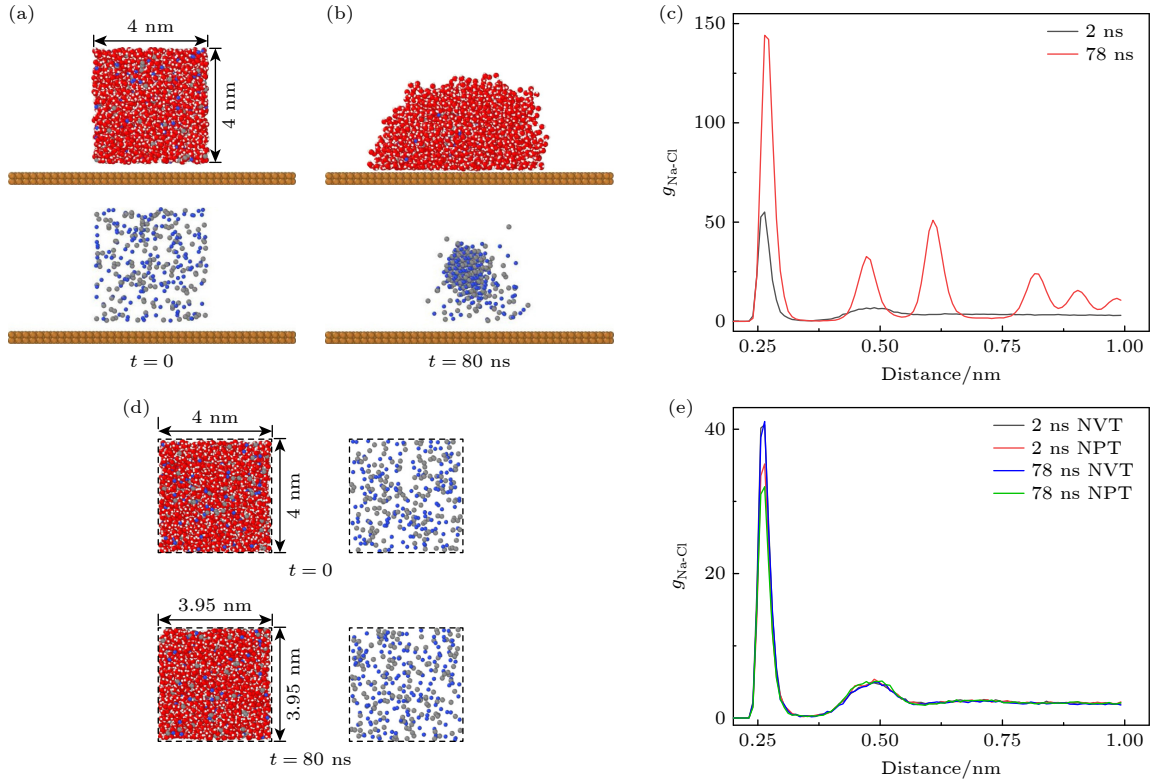 (a)
4 nm
4 nm
t = 0
(b)
t = 80 ns
(c)
2 ns
78 ns
150
100
50
0
g_Na-Cl
0.25
0.50
0.75
1.00
Distance/nm
(d)
4 nm
4 nm
t = 0
3.95 nm
3.95 nm
t = 80 ns
(e)
2 ns NVT
2 ns NPT
78 ns NVT
78 ns NPT
40
20
0
g_Na-Cl
0.25
0.50
0.75
1.00
Distance/nm